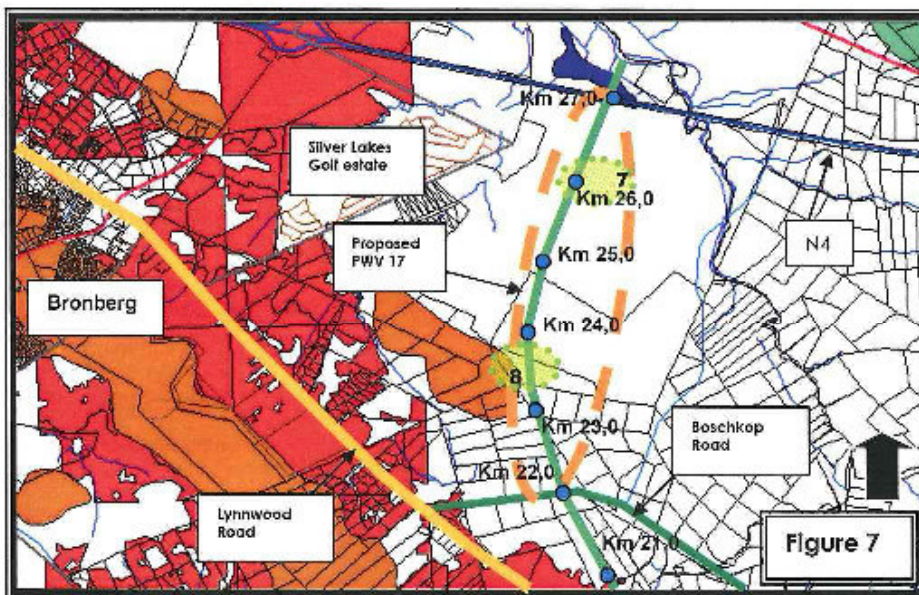 Km 27,0
Silver Lakes
Golf estate
7
Km 26,0
Proposed
PWV 17
N4
Km 25,0
Bronberg
Km 24,0
8
Km 23,0
Boschkop
Road
Km 22,0
Lynnwood
Road
Km 21,0
Figure 7